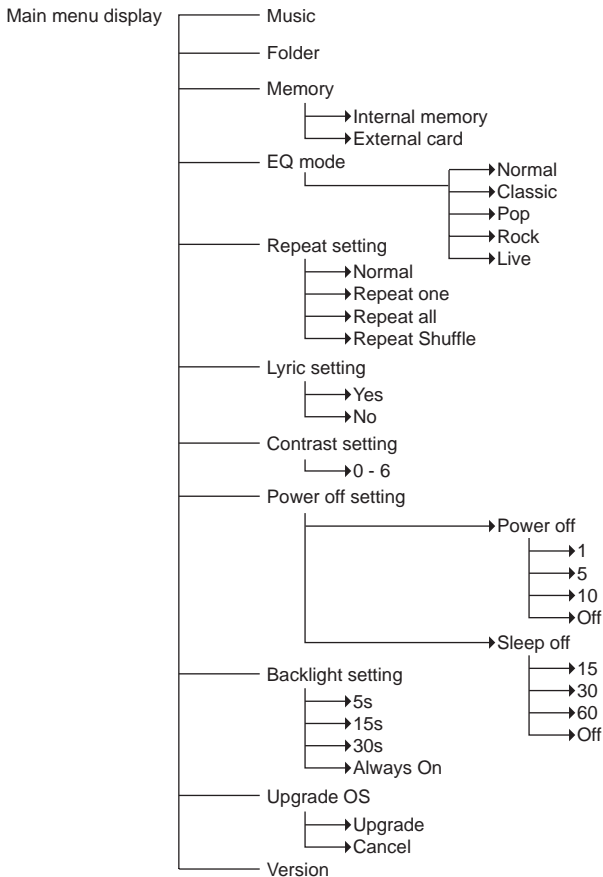 Main menu display
Music
Folder
Memory
Internal memory
External card
EQ mode
Normal
Classic
Pop
Rock
Live
Repeat setting
Normal
Repeat one
Repeat all
Repeat Shuffle
Lyric setting
Yes
No
Contrast setting
0 - 6
Power off setting
Power off
1
5
10
Off
Sleep off
15
30
60
Off
Backlight setting
5s
15s
30s
Always On
Upgrade OS
Upgrade
Cancel
Version